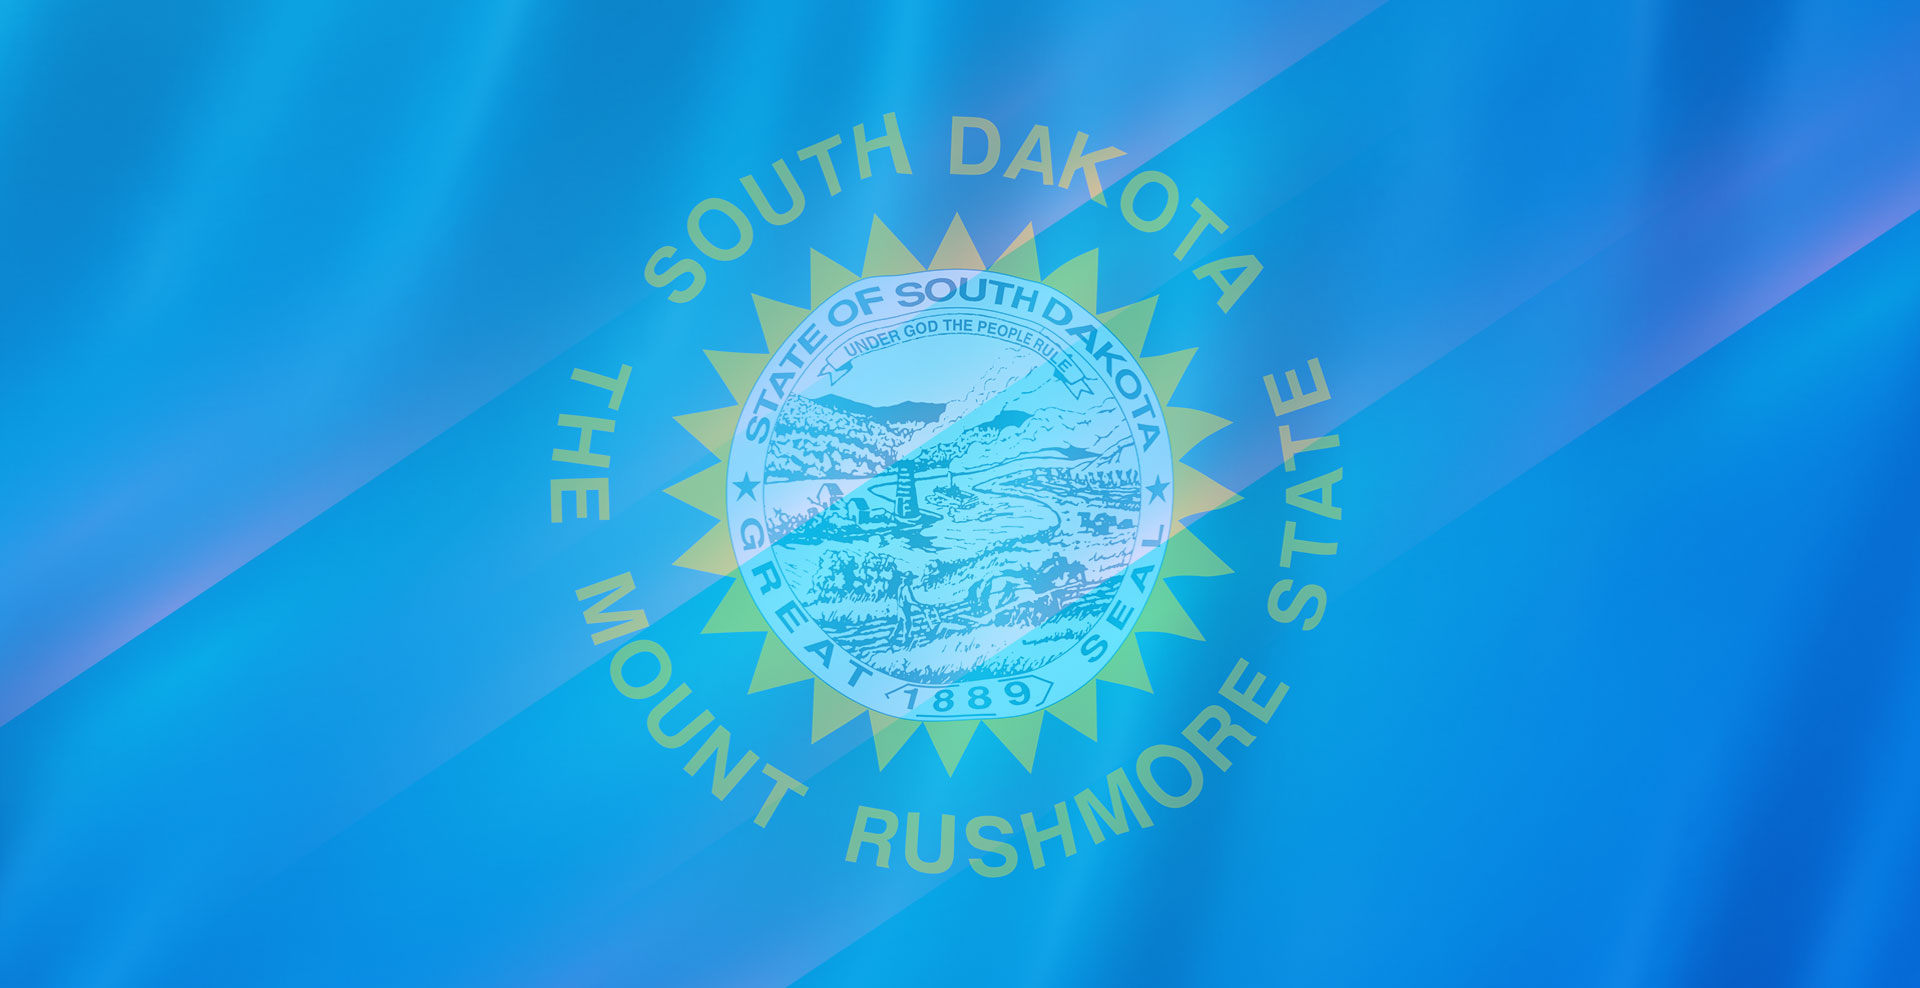 SOUTH DAKOTA
THE MOUNT RUSHMORE STATE
STATE OF SOUTH DAKOTA
UNDER GOD THE PEOPLE RULE
GREAT SEAL
1889